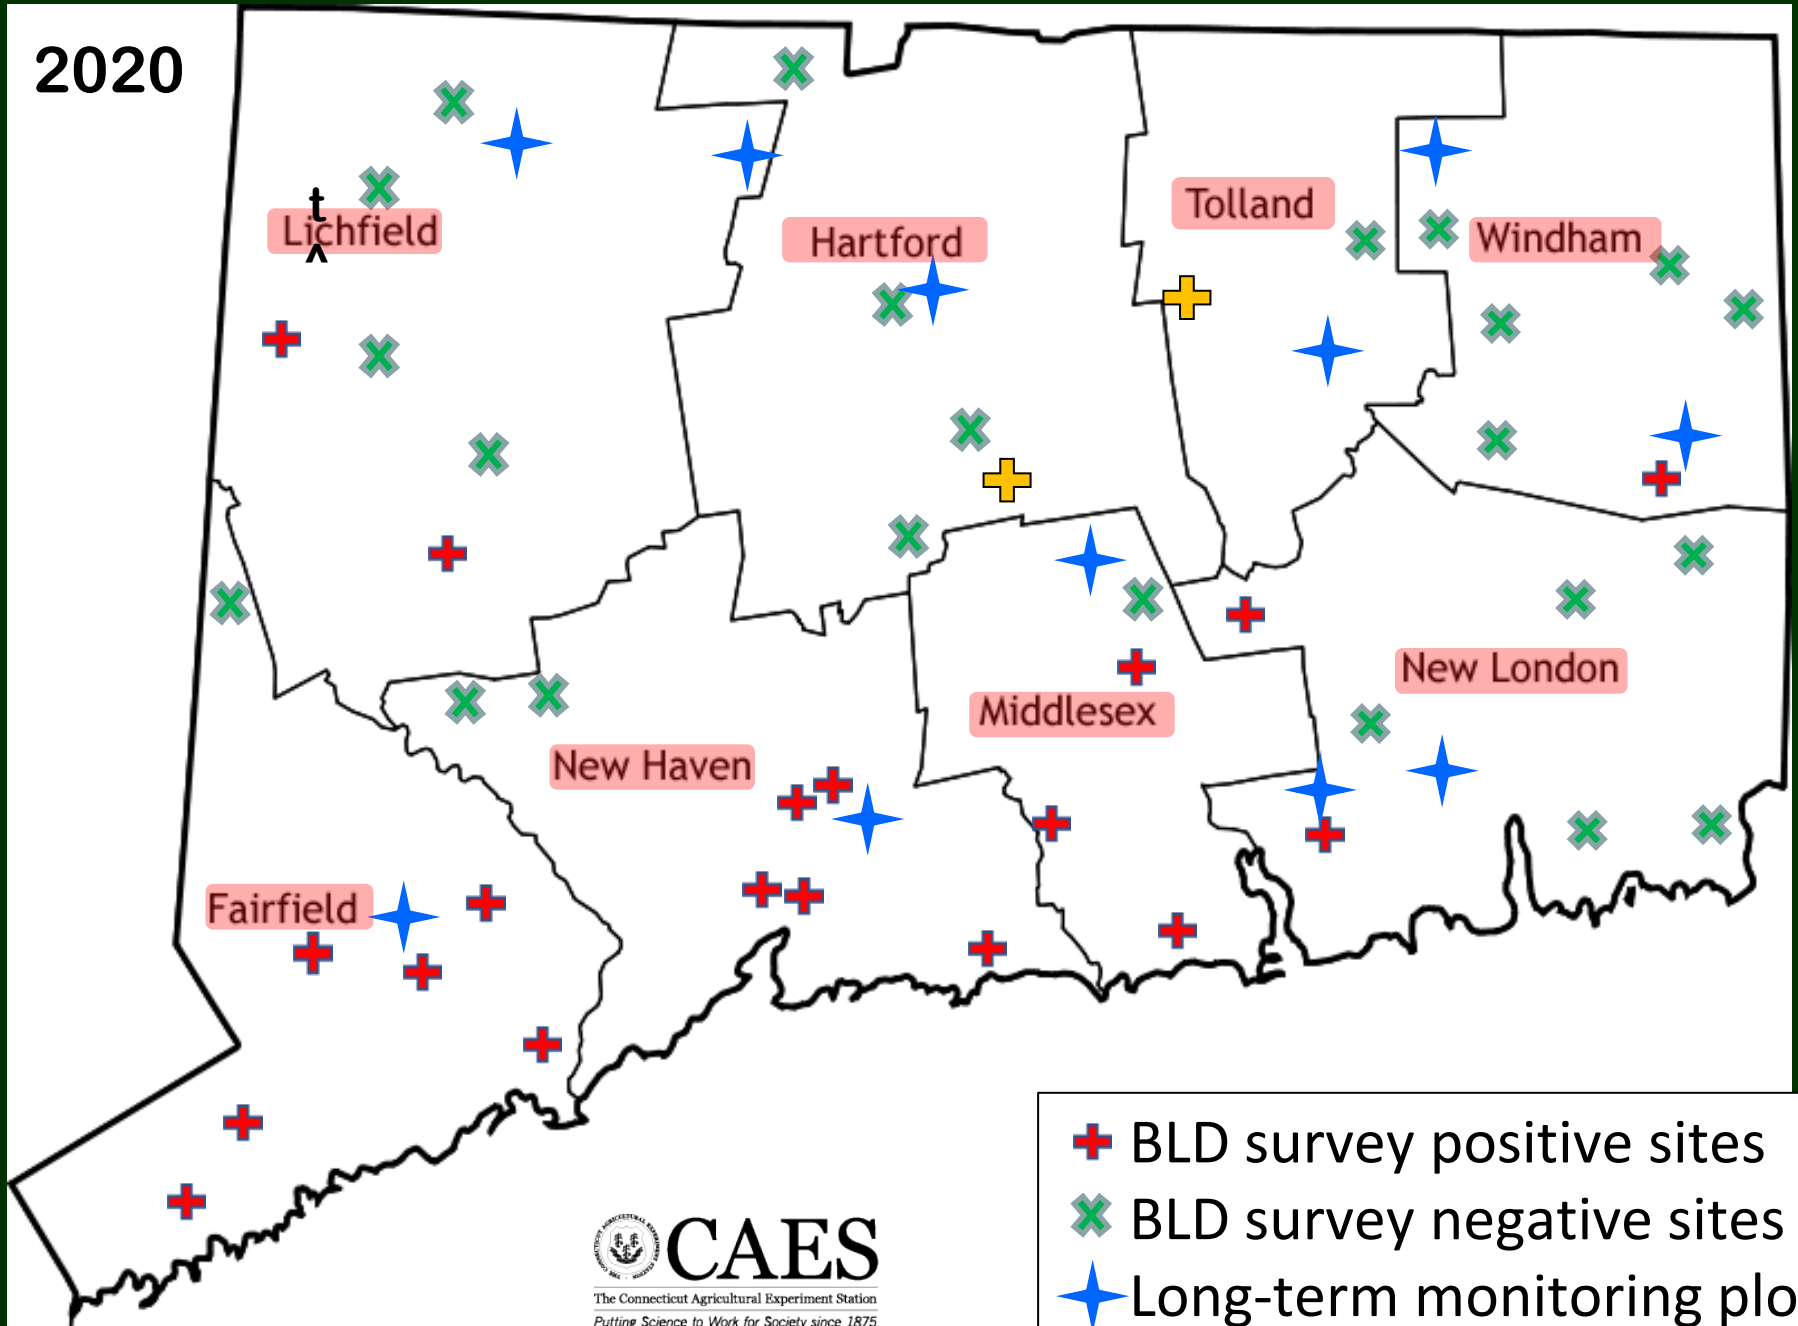 2020
t
Lichfield
^
Hartford
Tolland
Windham
New London
Middlesex
New Haven
Fairfield
BLD survey positive sites
BLD survey negative sites
Long-term monitoring plo
CAES
The Connecticut Agricultural Experiment Station
Putting Science to Work for Society since 1875